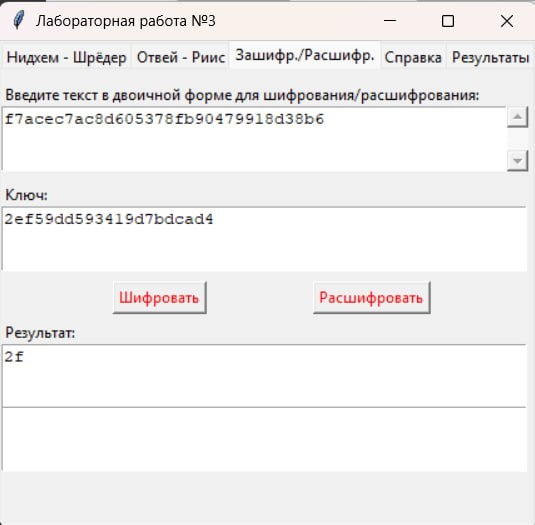 Лабораторная работа №3
Нидхем - Шрёдер Отвей - Риис Зашифр./Расшифр. Справка Результаты
Введите текст в двоичной форме для шифрования/расшифрования:
f7acec7ac8d605378fb90479918d38b6
Ключ:
2ef59dd593419d7bdcad4
Шифровать Расшифровать
Результат:
2f